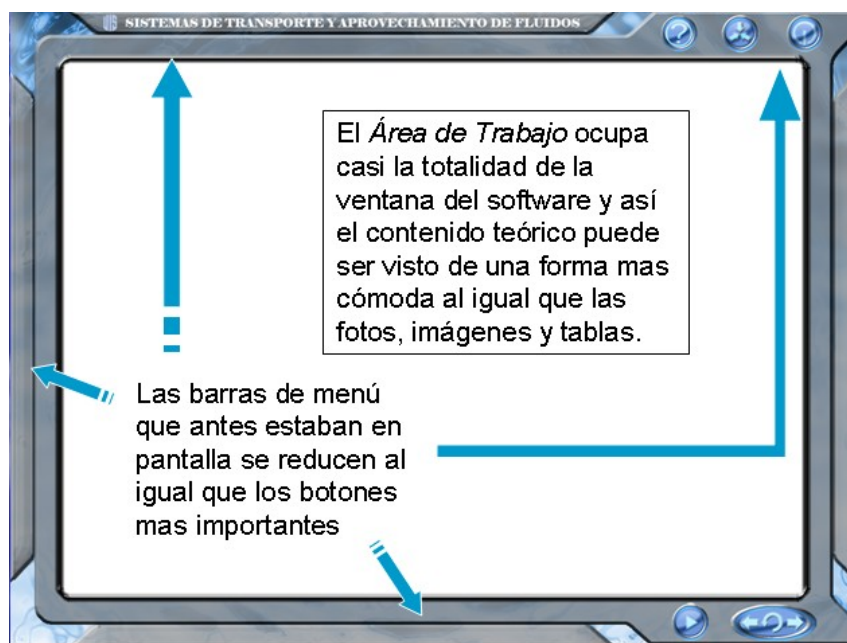 SISTEMAS DE TRANSPORTE Y APROVECHAMIENTO DE FLUIDOS
El Área de Trabajo ocupa
casi la totalidad de la
ventana del software y así
el contenido teórico puede
ser visto de una forma mas
cómoda al igual que las
fotos, imágenes y tablas.
Las barras de menú
que antes estaban en
pantalla se reducen al
igual que los botones
mas importantes